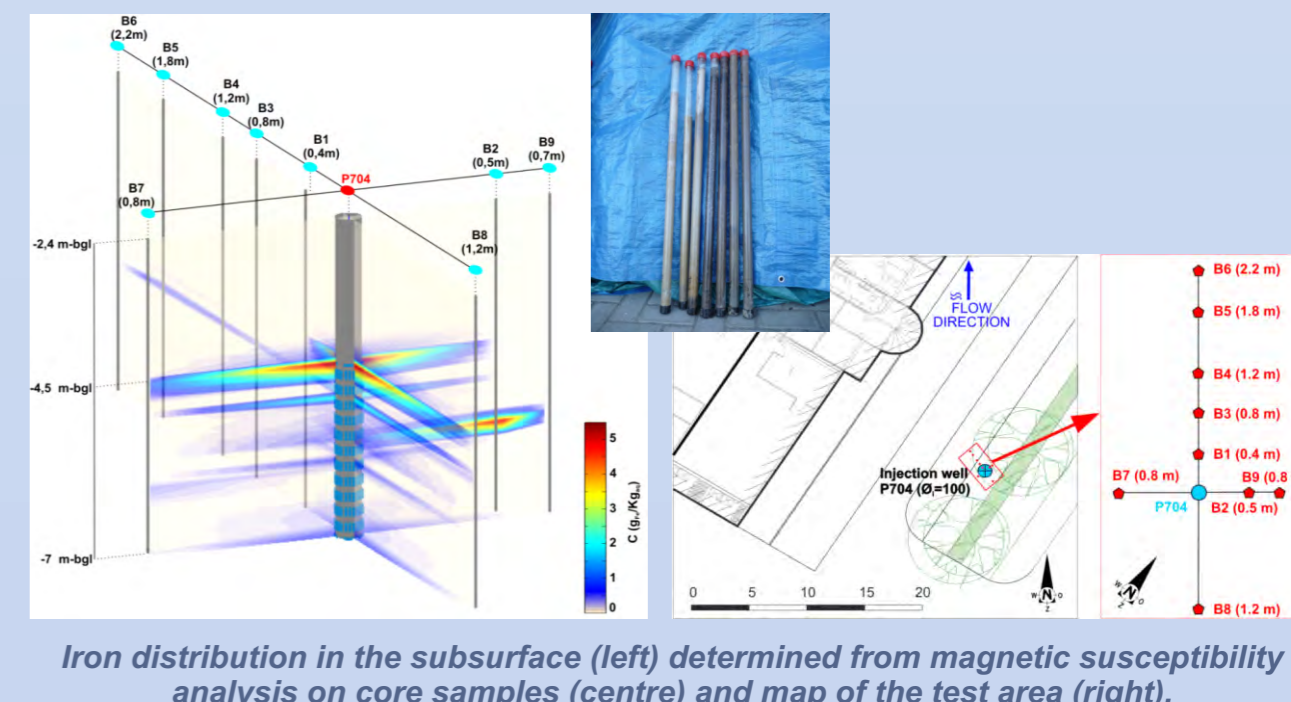 B6
(2,2m)
B5
(1,8m)
B4
(1,2m)
B3
(0,8m)
B1
(0,4m)
P704
B2
(0,5m)
B9
(0,7m)
B7
(0,8m)
B8
(1,2m)
-2,4 m-bgl
-4,5 m-bgl
-7 m-bgl
5
4
3
2
1
0
FLOW
DIRECTION
Injection well
P704 (Ø =100)
0 5 10 15 20
W N O
Z
B6 (2.2 m)
B5 (1.8 m)
B4 (1.2 m)
B3 (0.8 m)
B1 (0.4 m)
B7 (0.8 m)
B9 (0.8
P704
B2 (0.5 m)
B8 (1.2 m)
W N O
Z
Iron distribution in the subsurface (left) determined from magnetic susceptibility
analysis on core samples (centre) and map of the test area (right).